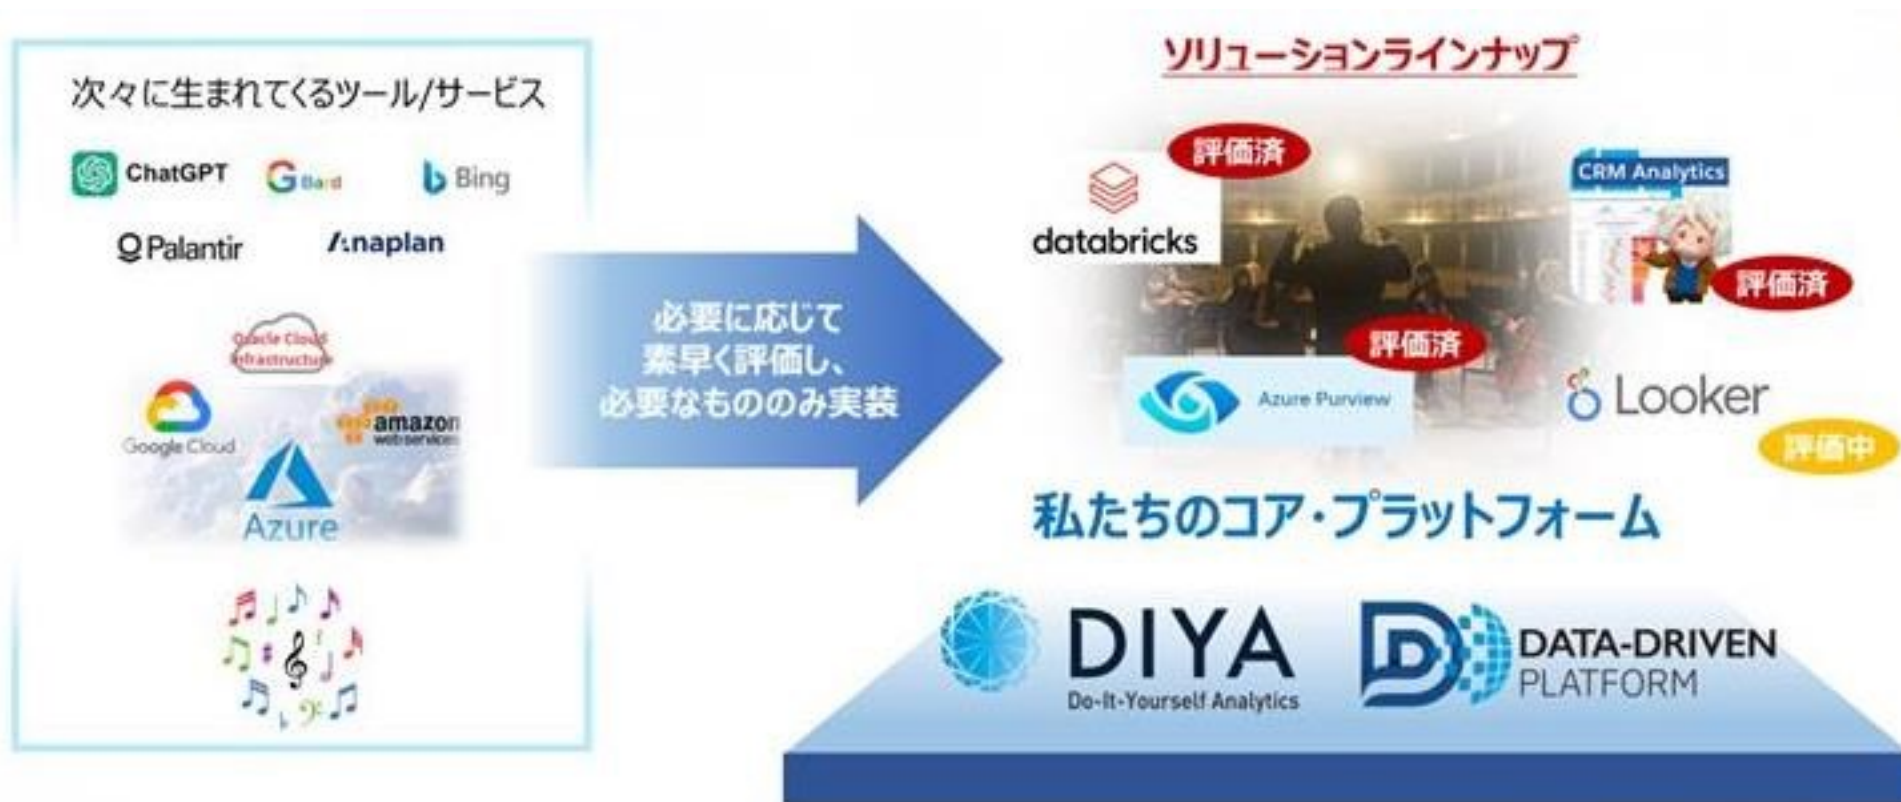 次々に生まれてくるツール/サービス
ChatGPT
Bard
Bing
Palantir
Anaplan
Oracle Cloud
Infrastructure
Google Cloud
amazon
web services
Azure
必要に応じて
素早く評価し、
必要なもののみ実装
ソリューションラインナップ
databricks
評価済
CRM Analytics
評価済
Azure Purview
評価済
Looker
評価中
私たちのコア・プラットフォーム
DIYA
Do-It-Yourself Analytics
DATA-DRIVEN
PLATFORM